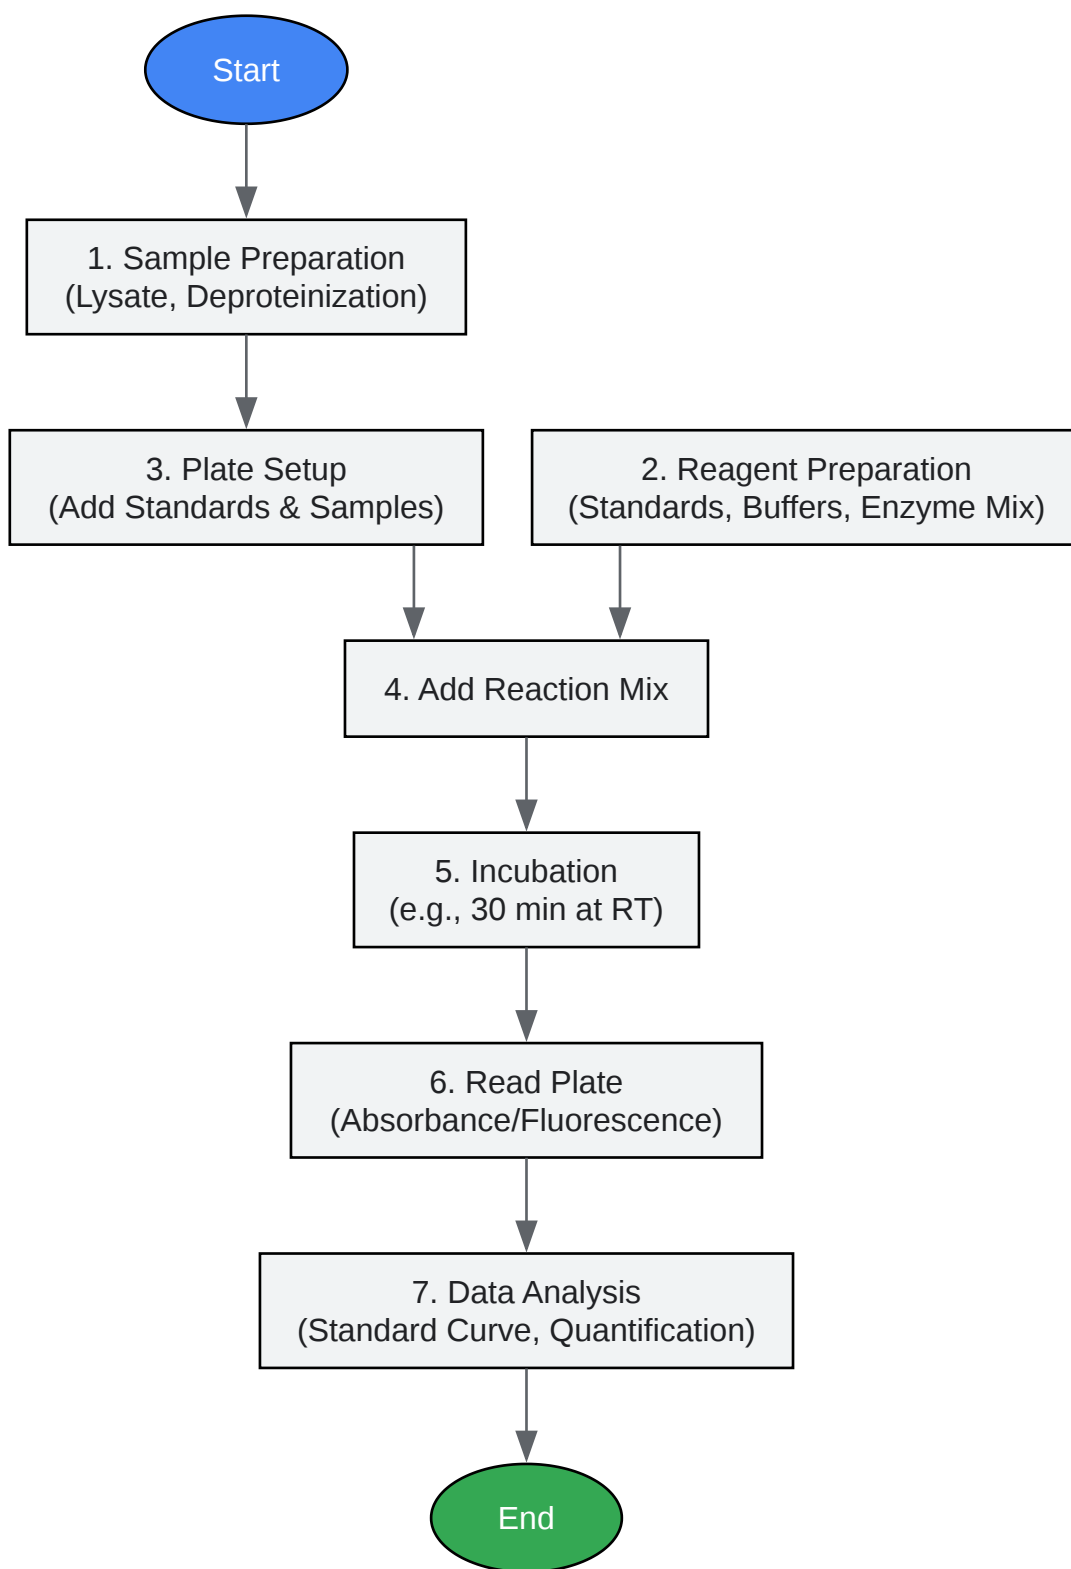 Start
1. Sample Preparation
(Lysate, Deproteinization)
3. Plate Setup
(Add Standards & Samples)
2. Reagent Preparation
(Standards, Buffers, Enzyme Mix)
4. Add Reaction Mix
5. Incubation
(e.g., 30 min at RT)
6. Read Plate
(Absorbance/Fluorescence)
7. Data Analysis
(Standard Curve, Quantification)
End